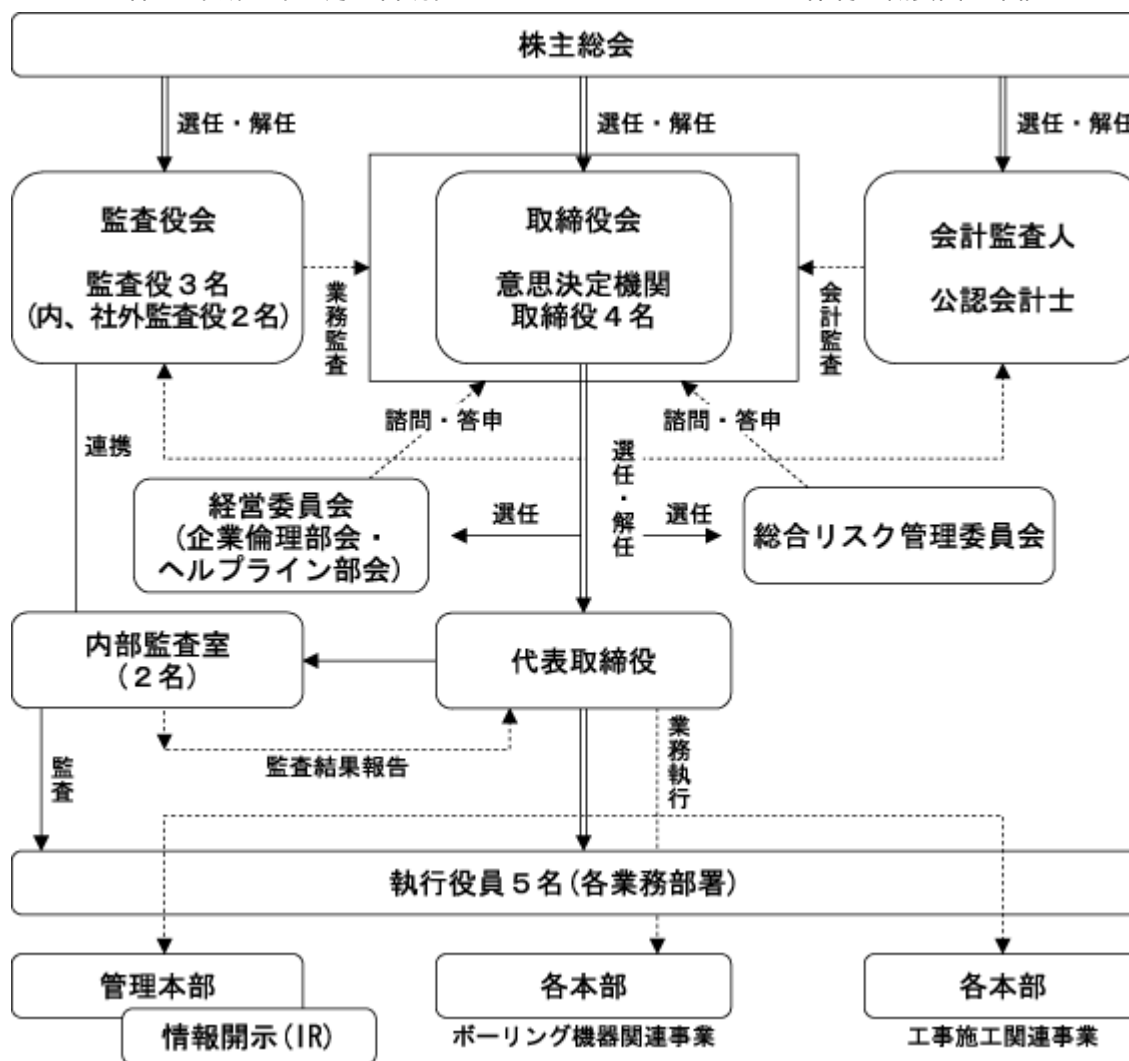 株主総会
選任・解任
選任・解任
選任・解任
監査役会
監査役３名
(内、社外監査役２名)
業務監査
取締役会
意思決定機関
取締役４名
会計監査
会計監査人
公認会計士
連携
諮問・答申
諮問・答申
選任・解任
経営委員会
(企業倫理部会・
ヘルプライン部会)
選任
選任
総合リスク管理委員会
内部監査室
(２名)
代表取締役
監査結果報告
監査
業務執行
執行役員５名(各業務部署)
管理本部
情報開示(IR)
各本部
ボーリング機器関連事業
各本部
工事施工関連事業